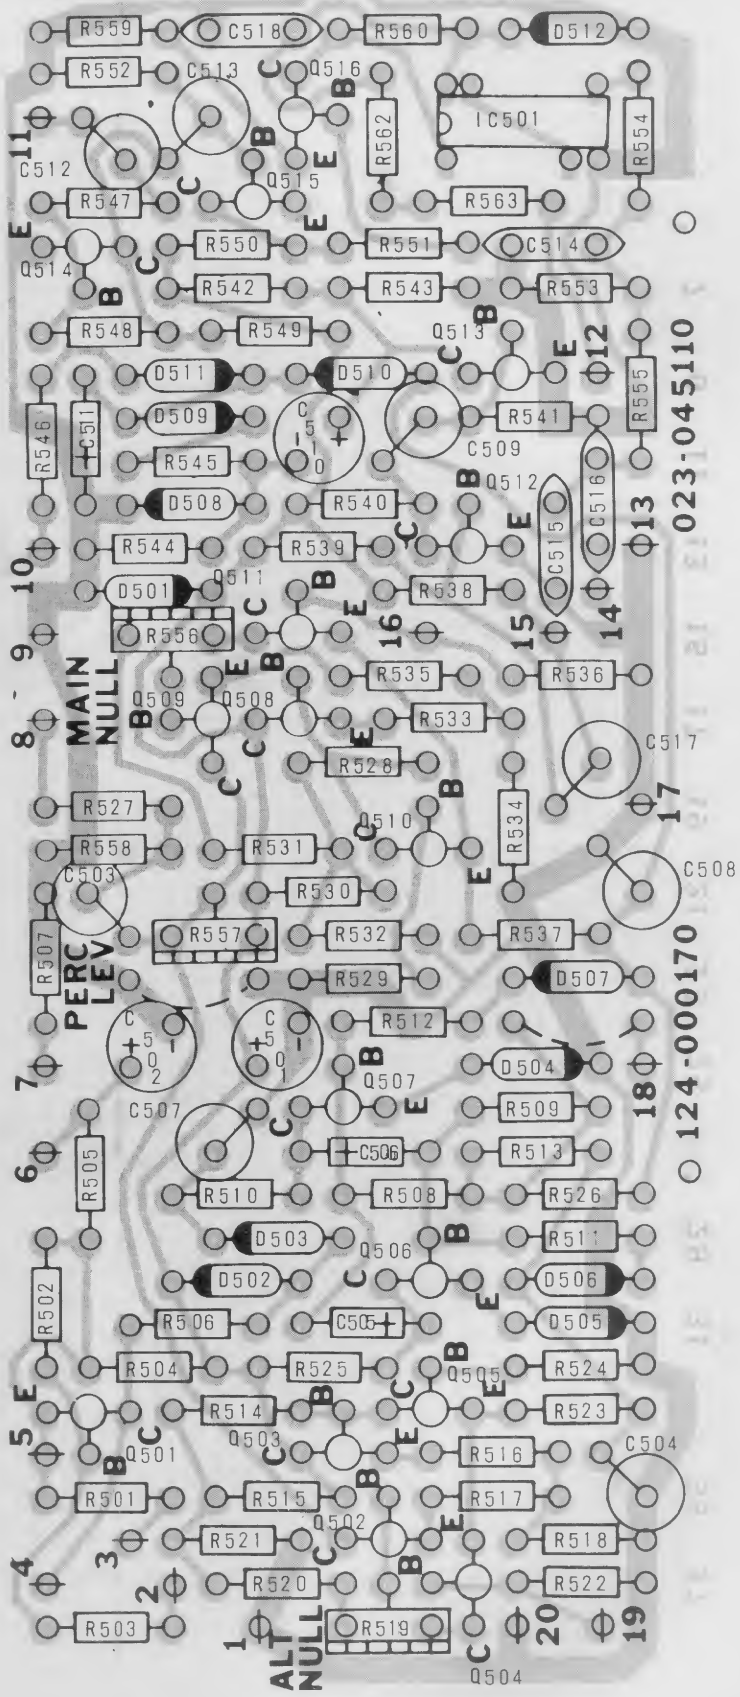 R559 C518 R560 D512
R552 C513 C Q516
B
11 C512 R562 IC501 R554
B E
R547 C Q515 R563
E E
Q514 R550 R551 C514
C
B R542 R543 R553
B
R548 R549 Q513
C E 12
D511 D510 R555 023-045110
R546 C511 + D509 C510 - + C509 R541
R545 B Q512 C516
D508 R540 C515
10 R544 R539 C E 13
D501 Q511 B R538 14
9 R556 C E 16 15
E B R535 R536
8 MAIN NULL B Q509 Q508 R533
C C E R528 C517
R527 B 17
R558 R531 C Q510 R534
C503 R530 E C508
R507 R557 R532 R537
PERC LEV R529 D507
C502 + - C501 + - R512
7 B D504 18 124-000170
C507 Q507 C E R509
6 R505 + C506 R513
R510 R508 R526
D503 Q506 B R511
R502 D502 C D506
R506 C505 + E D505
R504 R525 B Q505 R524
E C R514 B C E R523
5 B Q501 Q503 C E R516 C504
R501 R515 B R517
3 R521 Q502 C E R518
4 2 R520 B R522
R503 1 ALT NULL R519 C Q504 20 19